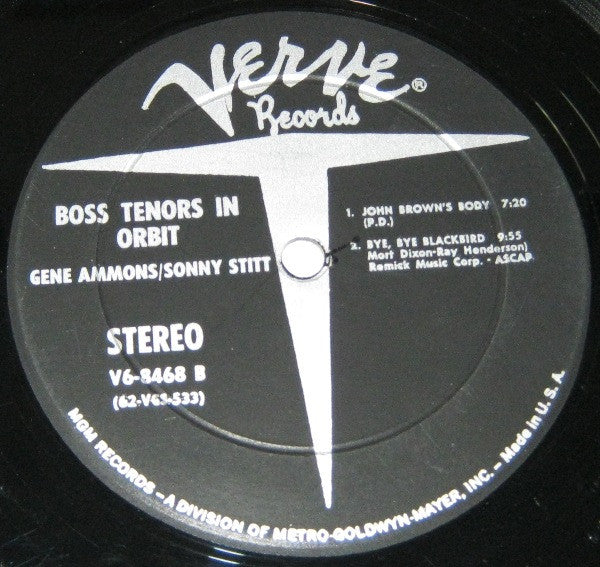 Verve®
Records
BOSS TENORS IN
ORBIT
GENE AMMONS/SONNY STITT
STEREO
V6-8468 B
(62-V6S-533)
1. JOHN BROWN'S BODY 7:20
(P.D.)
2. BYE, BYE BLACKBIRD 9:55
Mort Dixon-Ray Henderson)
Remick Music Corp. - ASCAP
MGM RECORDS – A DIVISION OF METRO-GOLDWYN-MAYER, INC. – Made in U. S. A.